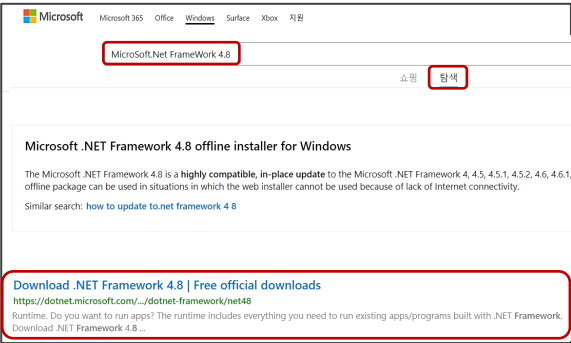 Microsoft Microsoft 365 Office Windows Surface Xbox 지원
MicroSoft.Net FrameWork 4.8
쇼핑 탐색
Microsoft .NET Framework 4.8 offline installer for Windows
The Microsoft .NET Framework 4.8 is a highly compatible, in-place update to the Microsoft .NET Framework 4, 4.5, 4.5.1, 4.5.2, 4.6, 4.6.1,
offline package can be used in situations in which the web installer cannot be used because of lack of Internet connectivity.
Similar search: how to update to.net framework 4 8
Download .NET Framework 4.8 | Free official downloads
https://dotnet.microsoft.com/.../dotnet-framework/net48
Runtime. Do you want to run apps? The runtime includes everything you need to run existing apps/programs built with .NET Framework.
Download .NET Framework 4.8 ...